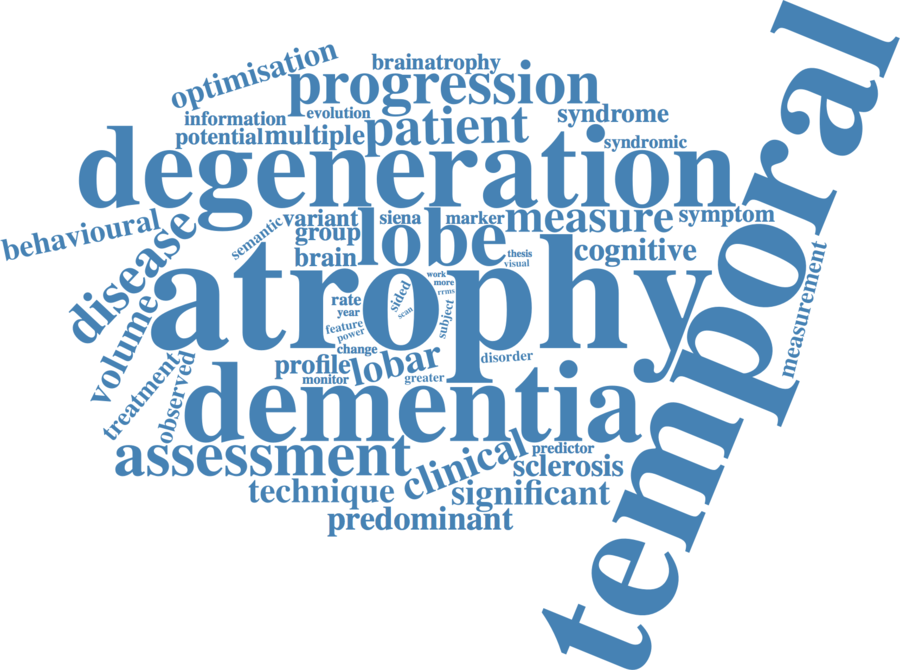 optimisation
brainatrophy
progression
information
evolution
syndrome
potential
multiple
patient
syndromic
degeneration
temporal
behavioural
disease
semantic
variant
siena
marker
measure
symptom
group
lobe
brain
thesis
visual
cognitive
atrophy
measurement
volume
rate
year
feature
power
sided
scan
work
more
rrms
subject
change
treatment
observed
profile
monitor
lobar
greater
disorder
dementia
assessment
clinical
predictor
sclerosis
technique
significant
predominant